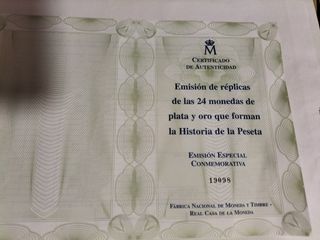 M
CERTIFICADO
DE AUTENTICIDAD
Emisión de réplicas
de las 24 monedas de
plata y oro que forman
la Historia de la Peseta
EMISIÓN ESPECIAL
CONMEMORATIVA
19098
FÁBRICA NACIONAL DE MONEDA Y TIMBRE -
REAL CASA DE LA MONEDA